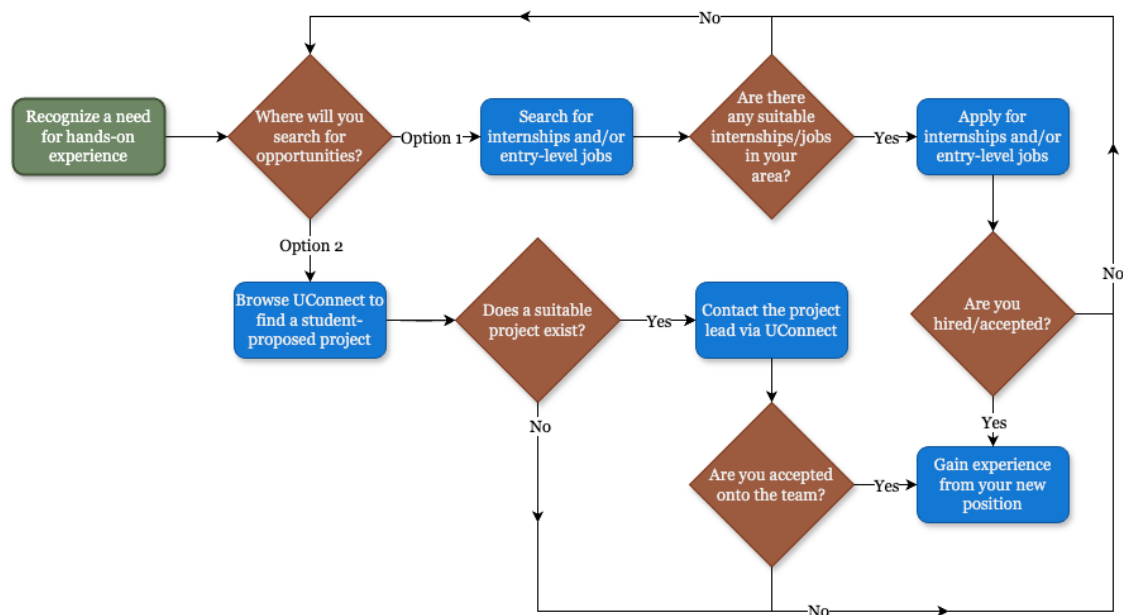 No
Recognize a need
for hands-on
experience
Where will you
search for
opportunities?
Option 1
Search for
internships and/or
entry-level jobs
Are there
any suitable
internships/jobs
in your
area?
Yes
Apply for
internships and/or
entry-level jobs
Option 2
Browse UConnect to
find a student-
proposed project
Does a suitable
project exist?
Yes
Contact the project
lead via UConnect
Are you
hired/accepted?
No
No
Yes
Are you accepted
onto the team?
Yes
Gain experience
from your new
position
No